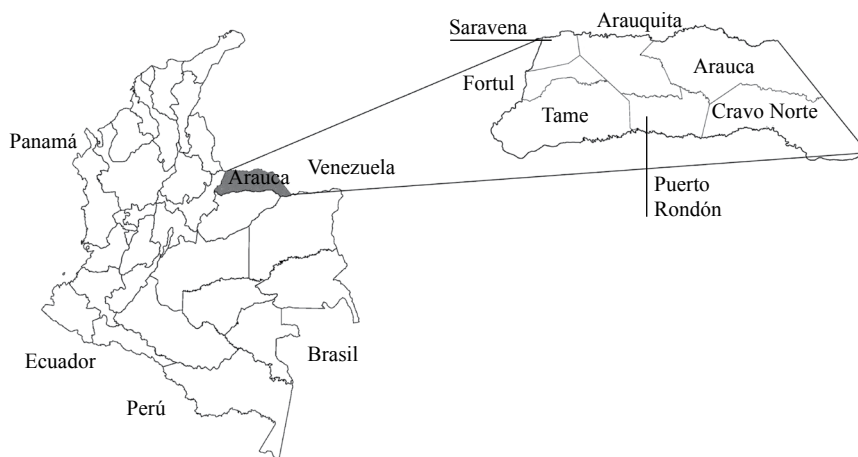 Saravena
Arauquita
Fortul
Arauca
Tame
Cravo Norte
Puerto
Rondón
Panamá
Arauca
Venezuela
Ecuador
Brasil
Perú